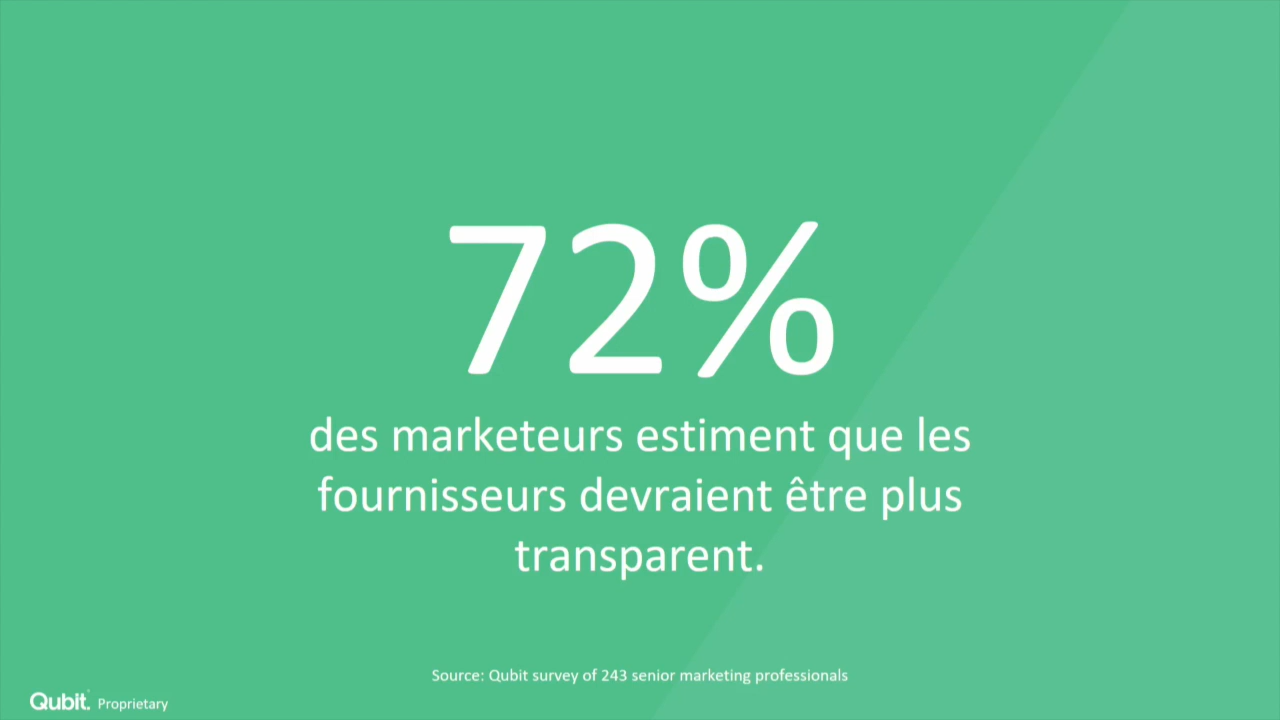 72%
des marketeurs estiment que les
fournisseurs devraient être plus
transparent.
Source: Qubit survey of 243 senior marketing professionals
Qubit. Proprietary